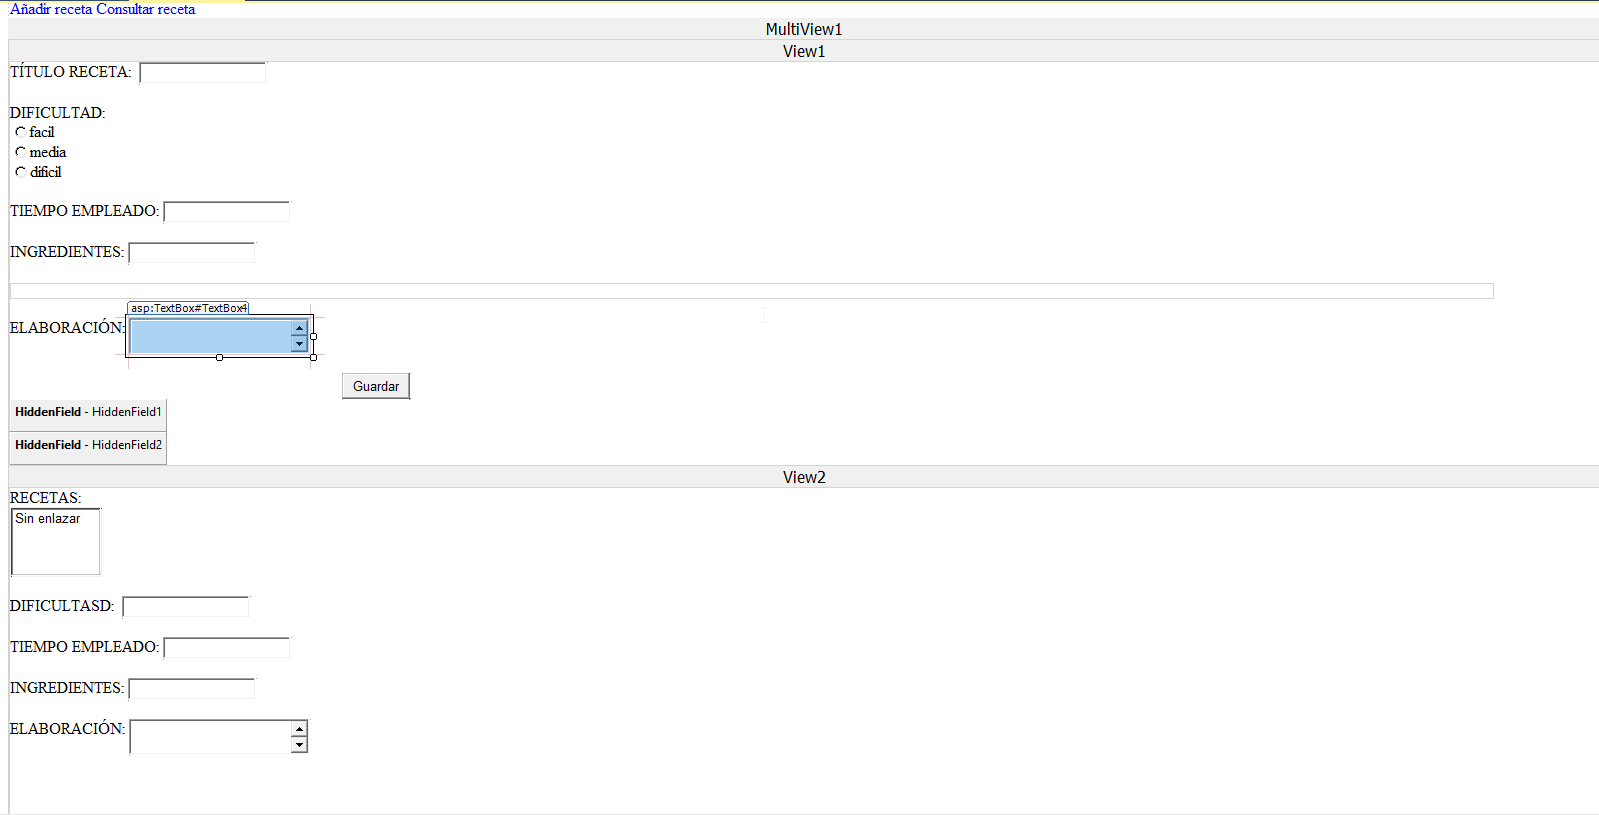 Añadir receta Consultar receta
MultiView1
View1
TÍTULO RECETA:
DIFICULTAD:
facil
media
dificil
TIEMPO EMPLEADO:
INGREDIENTES:
asp:TextBox#TextBox4
ELABORACIÓN:
Guardar
HiddenField - HiddenField1
HiddenField - HiddenField2
View2
RECETAS:
Sin enlazar
DIFICULTASD:
TIEMPO EMPLEADO:
INGREDIENTES:
ELABORACIÓN: